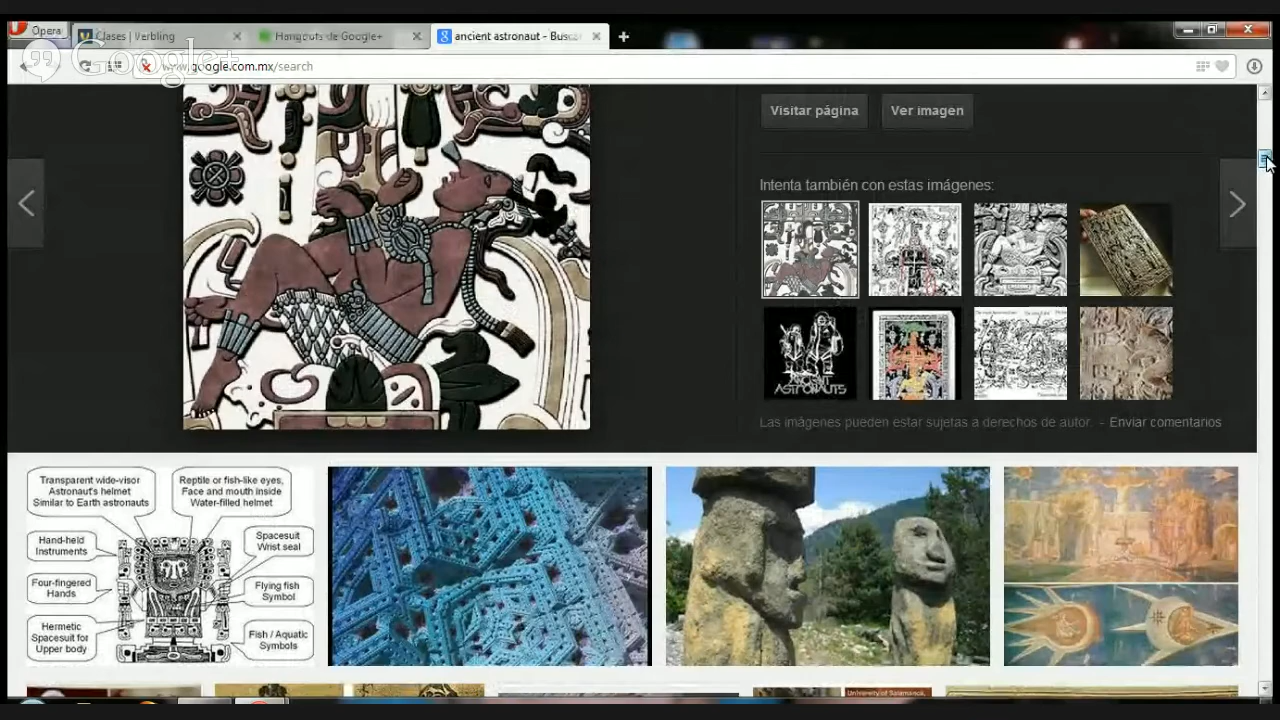 Opera
Clases | Verbling
Hangouts de Google+
ancient astronaut - Busc
Google+
www.google.com.mx/search
Visitar página
Ver imagen
Intenta también con estas imágenes:
ANCIENT
ASTRONAUTS
Las imágenes pueden estar sujetas a derechos de autor. - Enviar comentarios
Transparent wide-visor
Astronaut's helmet
Similar to Earth astronauts
Reptile or fish-like eyes,
Face and mouth inside
Water-filled helmet
Hand-held
Instruments
Spacesuit
Wrist seal
Four-fingered
Hands
Flying fish
Symbol
Hermetic
Spacesuit for
Upper body
Fish / Aquatic
Symbols
University of Salamanca,